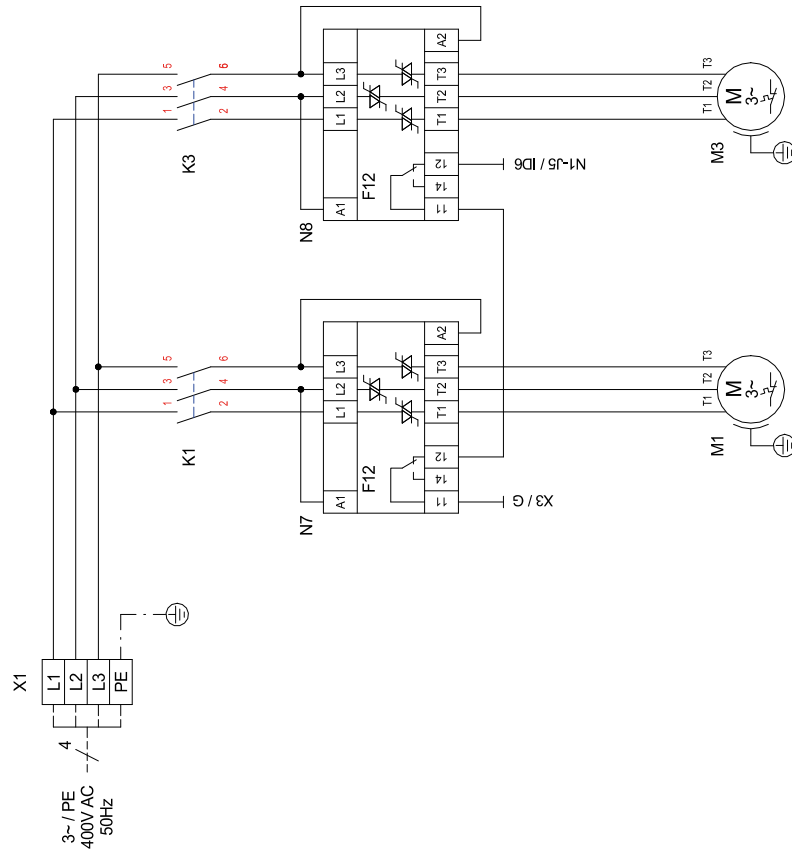 X1
L1
L2
L3
PE
4
3~ / PE
400V AC
50Hz
K1
1
3
5
2
4
6
N7
A1
L1
L2
L3
F12
11
14
12
T1
T2
T3
A2
X3 / G
M1
T1
T2
T3
M
3~
K3
1
3
5
2
4
6
N8
A1
L1
L2
L3
F12
11
14
12
T1
T2
T3
A2
N1-J5 / ID6
M3
T1
T2
T3
M
3~